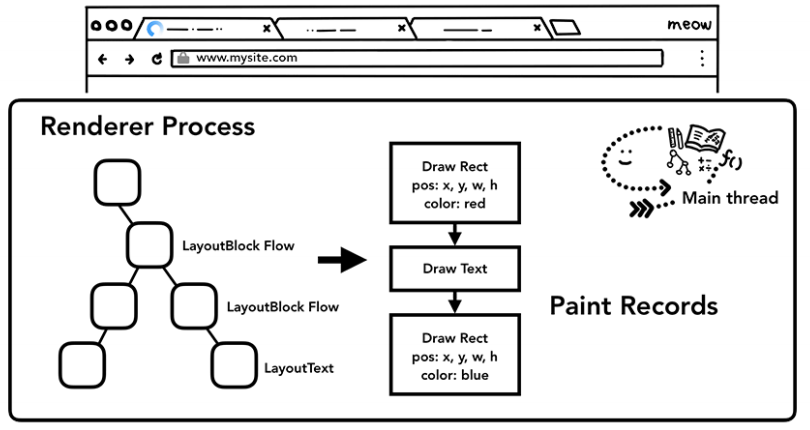 meow
www.mysite.com
Renderer Process
LayoutBlock Flow
LayoutBlock Flow
LayoutText
Draw Rect
pos: x, y, w, h
color: red
Draw Text
Draw Rect
pos: x, y, w, h
color: blue
Paint Records
f()
+-
×÷
Main thread